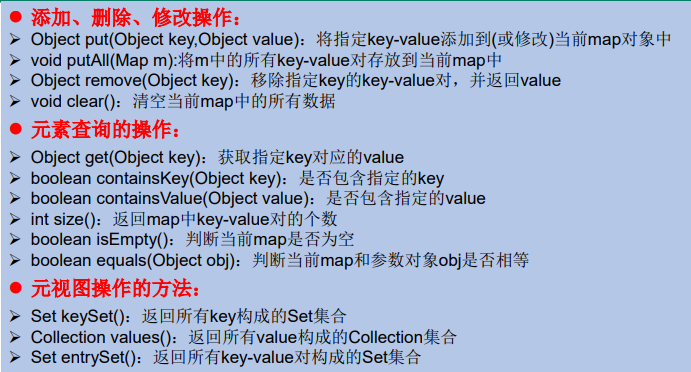 ● 添加、删除、修改操作：
➢ Object put(Object key,Object value)：将指定key-value添加到(或修改)当前map对象中
➢ void putAll(Map m):将m中的所有key-value对存放到当前map中
➢ Object remove(Object key)：移除指定key的key-value对，并返回value
➢ void clear()：清空当前map中的所有数据
● 元素查询的操作：
➢ Object get(Object key)：获取指定key对应的value
➢ boolean containsKey(Object key)：是否包含指定的key
➢ boolean containsValue(Object value)：是否包含指定的value
➢ int size()：返回map中key-value对的个数
➢ boolean isEmpty()：判断当前map是否为空
➢ boolean equals(Object obj)：判断当前map和参数对象obj是否相等
● 元视图操作的方法：
➢ Set keySet()：返回所有key构成的Set集合
➢ Collection values()：返回所有value构成的Collection集合
➢ Set entrySet()：返回所有key-value对构成的Set集合